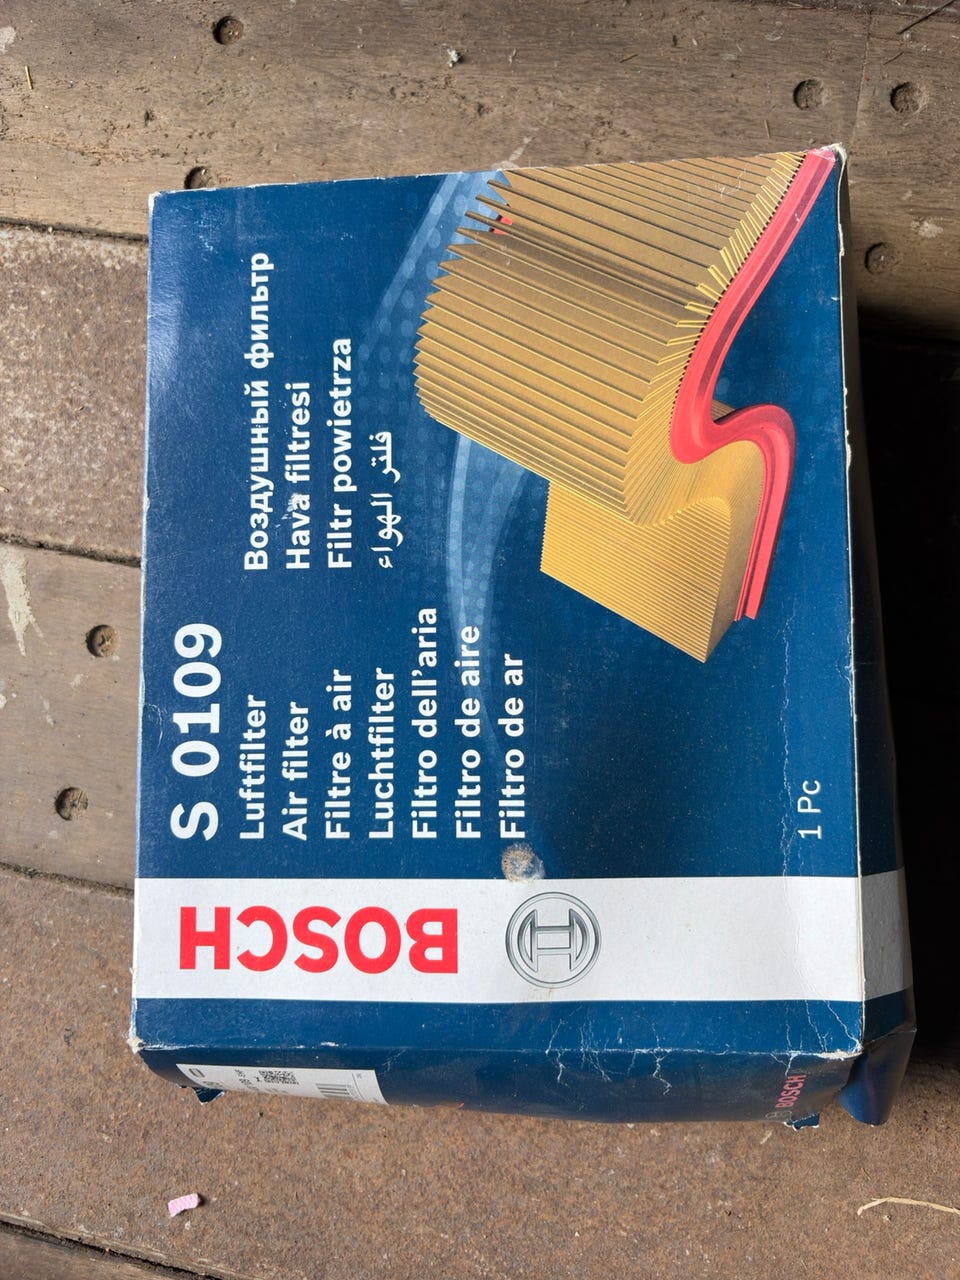 S 0109
Luftfilter
Air filter
Filtre à air
Luchtfilter
Filtro dell'aria
Filtro de aire
Filtro de ar
Воздушный фильтр
Hava filtresi
Filtr powietrza
فلتر الهواء
1 Pc
BOSCH
BOSCH